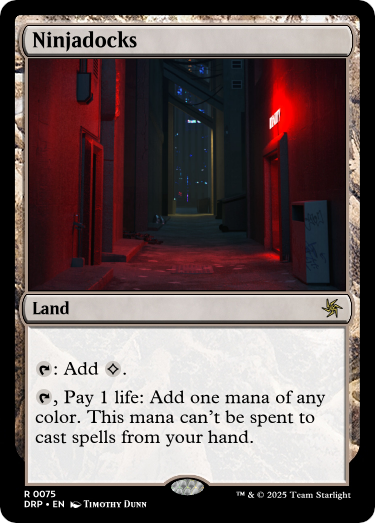 Ninjadocks
Land
: Add .
, Pay 1 life: Add one mana of any
color. This mana can't be spent to
cast spells from your hand.
R 0075
DRP • EN Timothy Dunn
™ & © 2025 Team Starlight